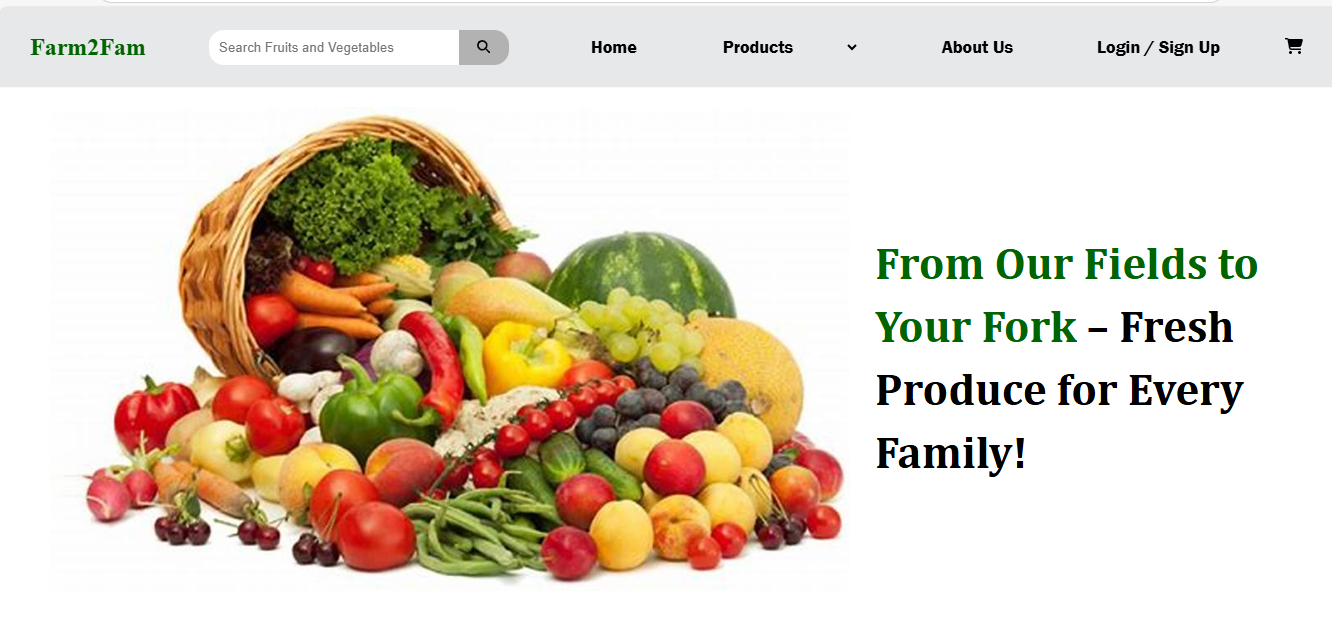 Farm2Fam
Search Fruits and Vegetables
Home
Products
About Us
Login / Sign Up
From Our Fields to
Your Fork – Fresh
Produce for Every
Family!